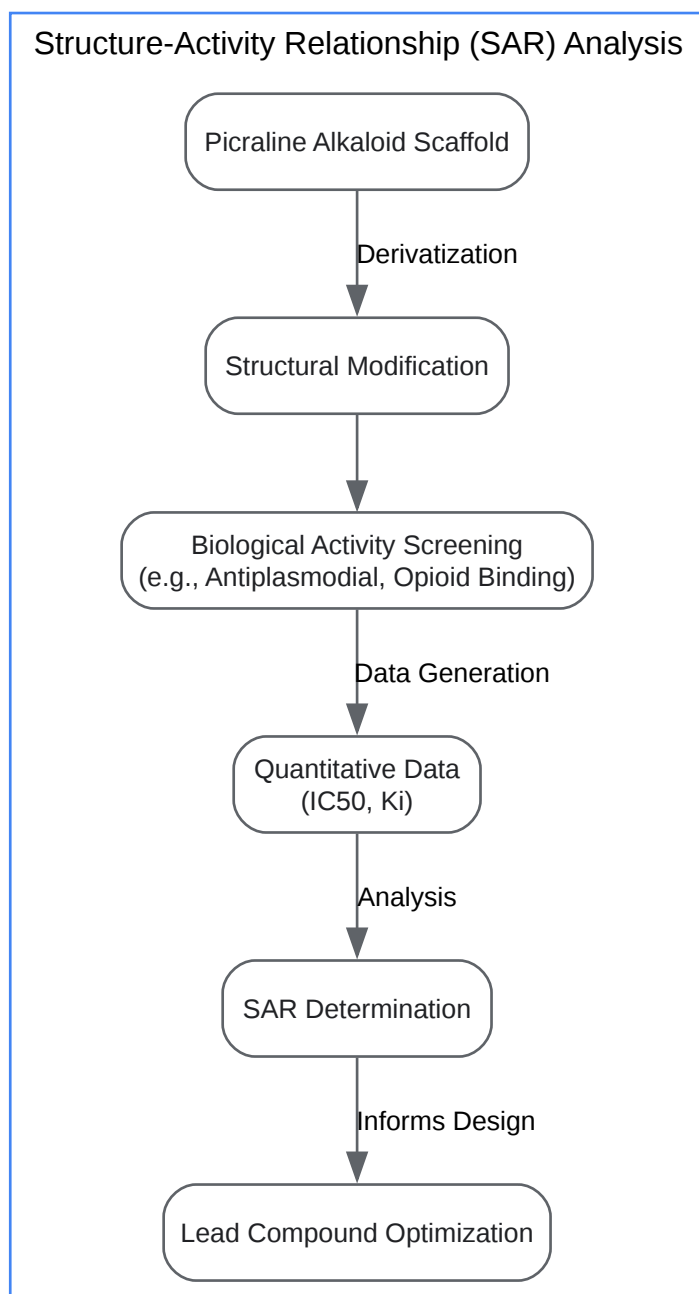 Structure-Activity Relationship (SAR) Analysis
Picraline Alkaloid Scaffold
Derivatization
Structural Modification
Biological Activity Screening
(e.g., Antiplasmodial, Opioid Binding)
Data Generation
Quantitative Data
(IC50, Ki)
Analysis
SAR Determination
Informs Design
Lead Compound Optimization